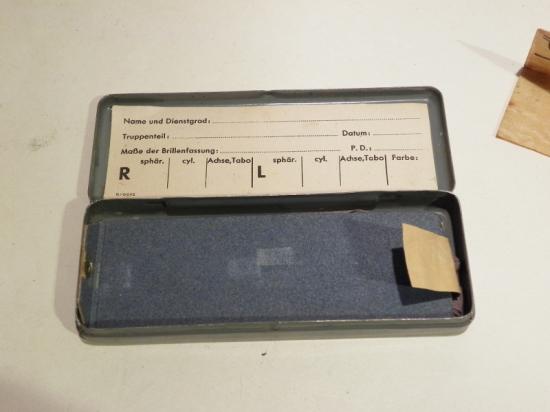 Name und Dienstgrad:
Truppenteil: Datum:
Maße der Brillenfassung: P. D.:
sphär. cyl. Achse, Tabo sphär. cyl. Achse, Tabo Farbe:
R L